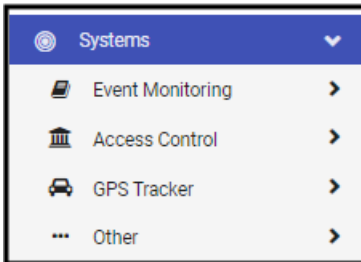 Systems
Event Monitoring
Access Control
GPS Tracker
Other